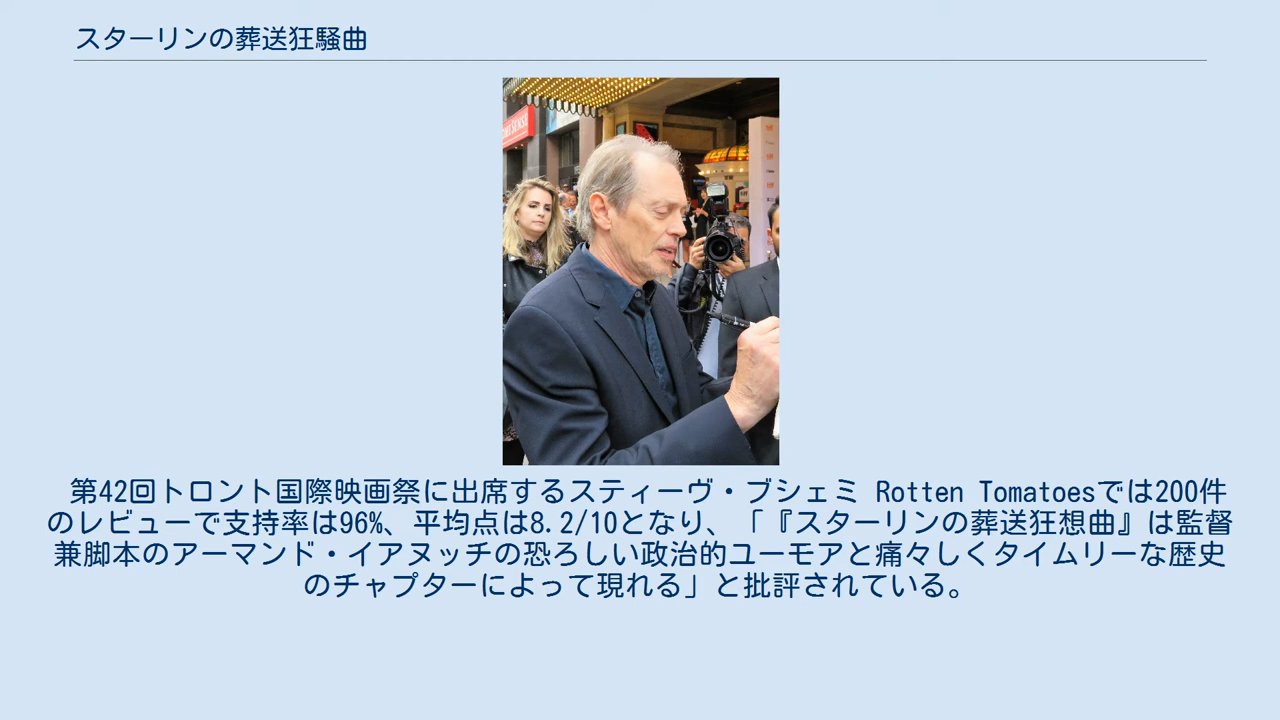 スターリンの葬送狂騒曲
第42回トロント国際映画祭に出席するスティーヴ・ブシェミ Rotten Tomatoesでは200件
のレビューで支持率は96%、平均点は8.2/10となり、「『スターリンの葬送狂想曲』は監督
兼脚本のアーマンド・イアヌッチの恐ろしい政治的ユーモアと痛々しくタイムリーな歴史
のチャプターによって現れる」と批評されている。